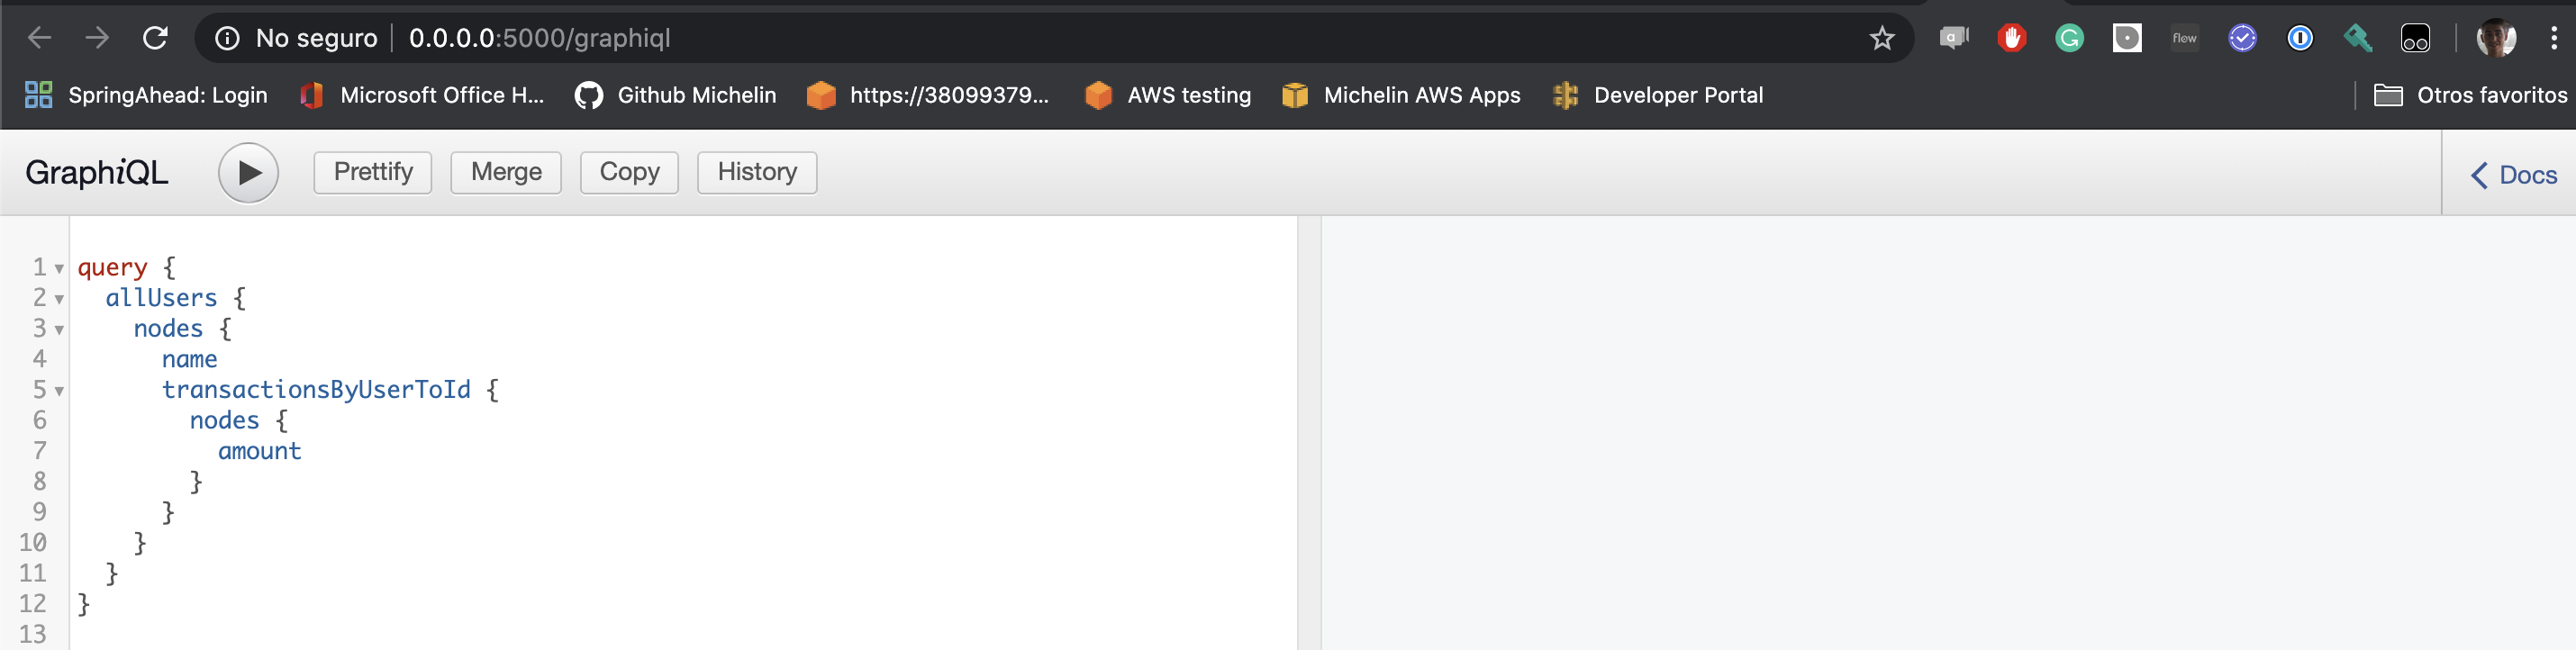 No seguro 0.0.0.0:5000/graphiql
a G flow
SpringAhead: Login Microsoft Office H... Github Michelin https://38099379... AWS testing Michelin AWS Apps Developer Portal Otros favoritos
GraphiQL Prettify Merge Copy History Docs
1 query {
2 allUsers {
3 nodes {
4 name
5 transactionsByUserToId {
6 nodes {
7 amount
8 }
9 }
10 }
11 }
12 }
13